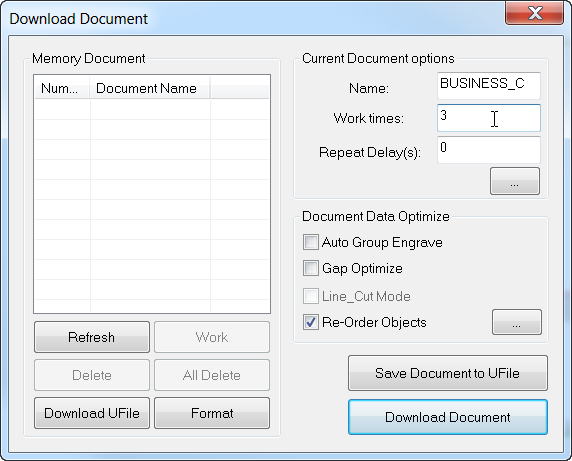 Download Document
Memory Document
Num... Document Name
Refresh Work
Delete All Delete
Download UFile Format
Current Document options
Name: BUSINESS_C
Work times: 3
Repeat Delay(s): 0
...
Document Data Optimize
Auto Group Engrave
Gap Optimize
Line_Cut Mode
Re-Order Objects ...
Save Document to UFile
Download Document